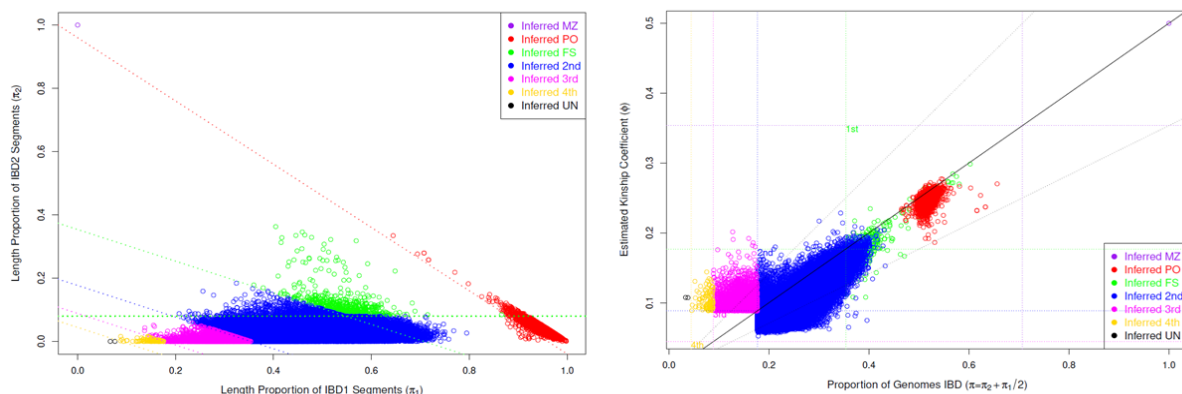 Length Proportion of IBD2 Segments (π₂)
1.0
0.8
0.6
0.4
0.2
0.0
Inferred MZ
Inferred PO
Inferred FS
Inferred 2nd
Inferred 3rd
Inferred 4th
Inferred UN
0.0 0.2 0.4 0.6 0.8 1.0
Length Proportion of IBD1 Segments (π₁)
Estimated Kinship Coefficient (ϕ)
0.5
0.4
0.3
0.2
0.1
1st
4th
Inferred MZ
Inferred PO
Inferred FS
Inferred 2nd
Inferred 3rd
Inferred 4th
Inferred UN
0.0 0.2 0.4 0.6 0.8 1.0
Proportion of Genomes IBD (π=π₂+π₁/2)